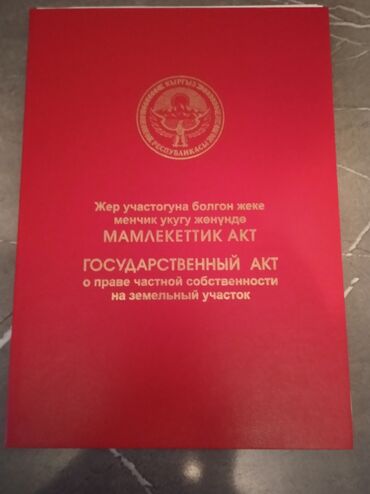 КЫРГЫЗ
РЕСПУБЛИКАСЫ
Жер участогуна болгон жеке
менчик укугу жөнүндө
МАМЛЕКЕТТИК АКТ
ГОСУДАРСТВЕННЫЙ АКТ
о праве частной собственности
на земельный участок